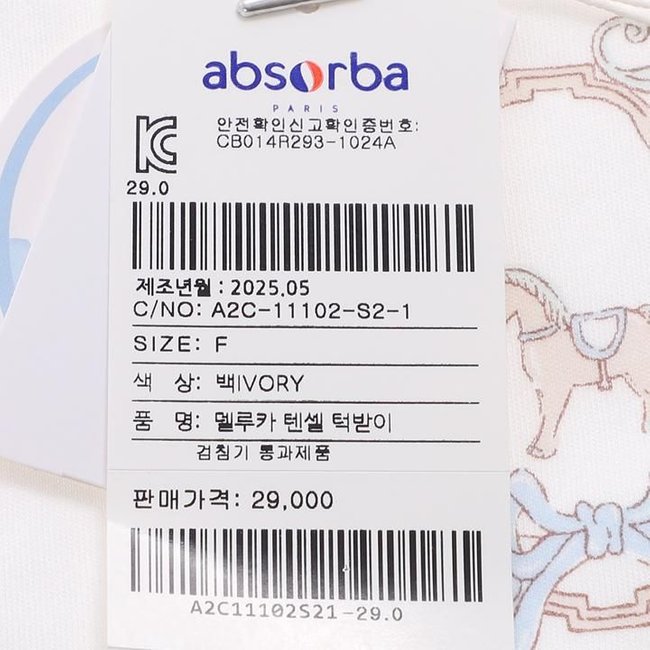 absorba
PARIS
안전확인신고확인증번호:
CB014R293-1024A
29.0
제조년월 : 2025.05
C/NO: A2C-11102-S2-1
SIZE: F
색 상: 백IVORY
품 명: 델루카 텐셀 턱받이
검침기 통과제품
판매가격: 29,000
A2C11102S21-29.0